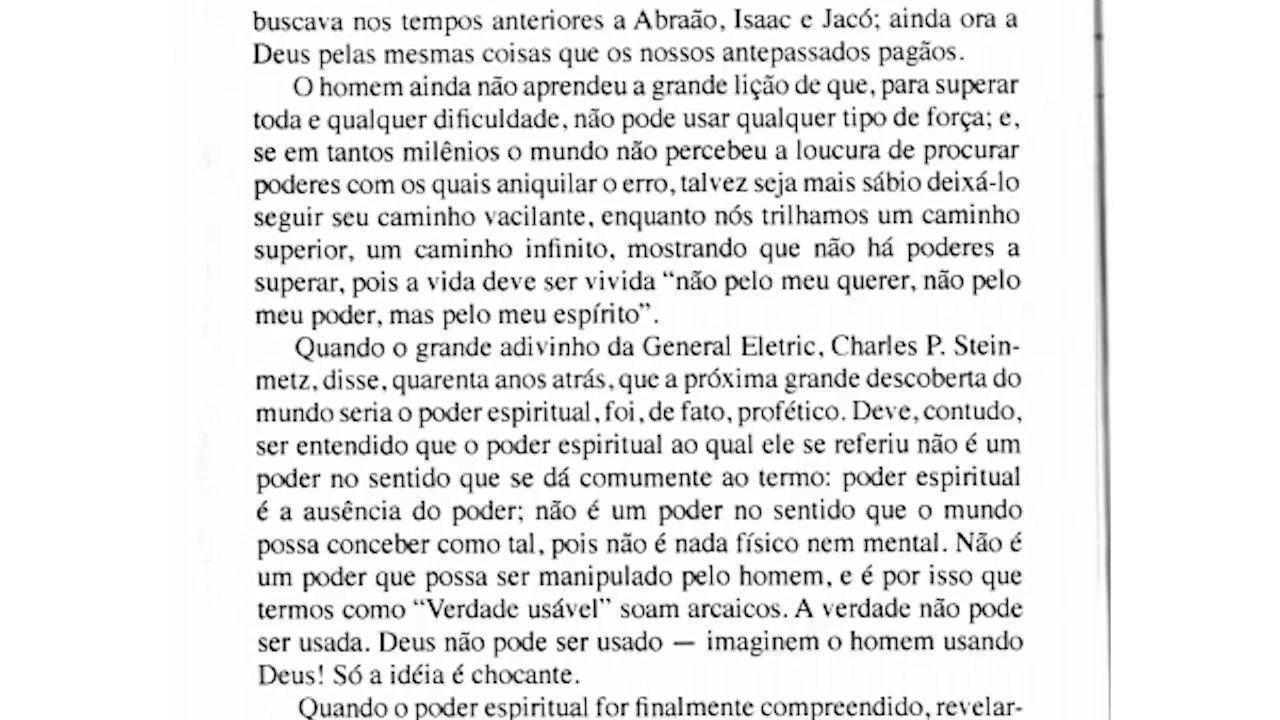 buscava nos tempos anteriores a Abraão, Isaac e Jacó; ainda ora a
Deus pelas mesmas coisas que os nossos antepassados pagãos.
O homem ainda não aprendeu a grande lição de que, para superar
toda e qualquer dificuldade, não pode usar qualquer tipo de força; e,
se em tantos milênios o mundo não percebeu a loucura de procurar
poderes com os quais aniquilar o erro, talvez seja mais sábio deixá-lo
seguir seu caminho vacilante, enquanto nós trilhamos um caminho
superior, um caminho infinito, mostrando que não há poderes a
superar, pois a vida deve ser vivida “não pelo meu querer, não pelo
meu poder, mas pelo meu espírito”.
Quando o grande adivinho da General Eletric, Charles P. Stein-
metz, disse, quarenta anos atrás, que a próxima grande descoberta do
mundo seria o poder espiritual, foi, de fato, profético. Deve, contudo,
ser entendido que o poder espiritual ao qual ele se referiu não é um
poder no sentido que se dá comumente ao termo: poder espiritual
é a ausência do poder; não é um poder no sentido que o mundo
possa conceber como tal, pois não é nada físico nem mental. Não é
um poder que possa ser manipulado pelo homem, e é por isso que
termos como “Verdade usável” soam arcaicos. A verdade não pode
ser usada. Deus não pode ser usado — imaginem o homem usando
Deus! Só a idéia é chocante.
Quando o poder espiritual for finalmente compreendido, revelar-